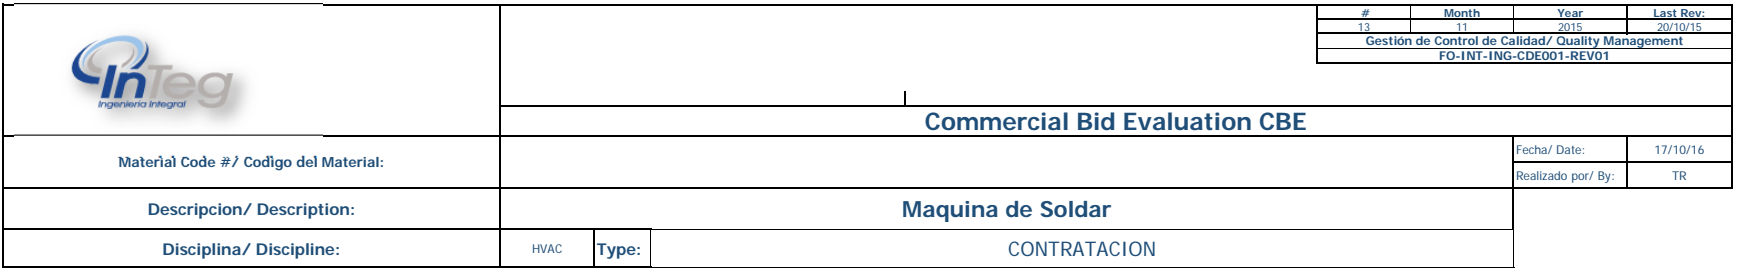 # Month Year Last Rev:
13 11 2015 20/10/15
Gestión de Control de Calidad/ Quality Management
FO-INT-ING-CDE001-REV01
InTeg
Ingeniería Integral
Commercial Bid Evaluation CBE
Material Code #/ Codigo del Material:
Fecha/ Date: 17/10/16
Realizado por/ By: TR
Descripcion/ Description: Maquina de Soldar
Disciplina/ Discipline: HVAC Type: CONTRATACION